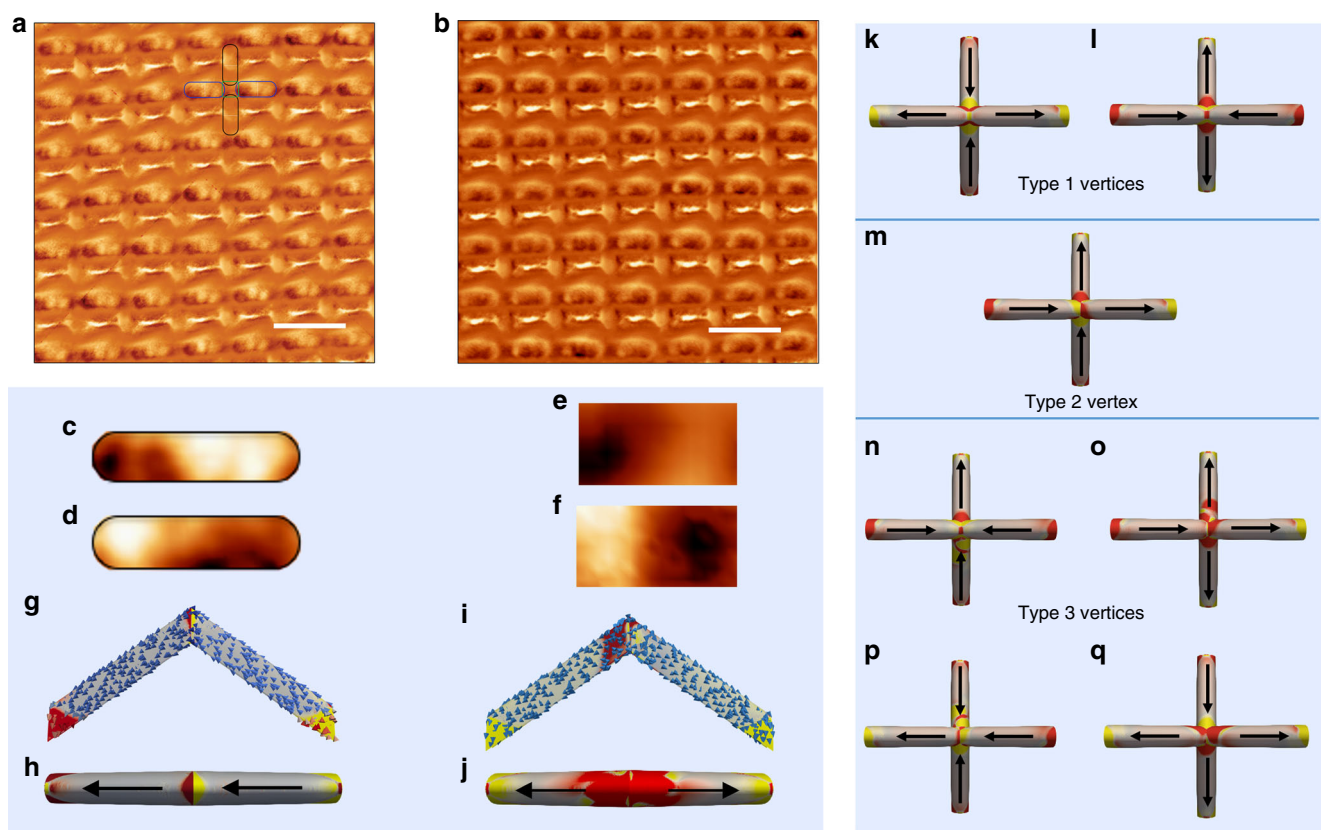 a
b
c
d
e
f
g
h
i
j
k
l
Type 1 vertices
m
Type 2 vertex
n
o
Type 3 vertices
p
q